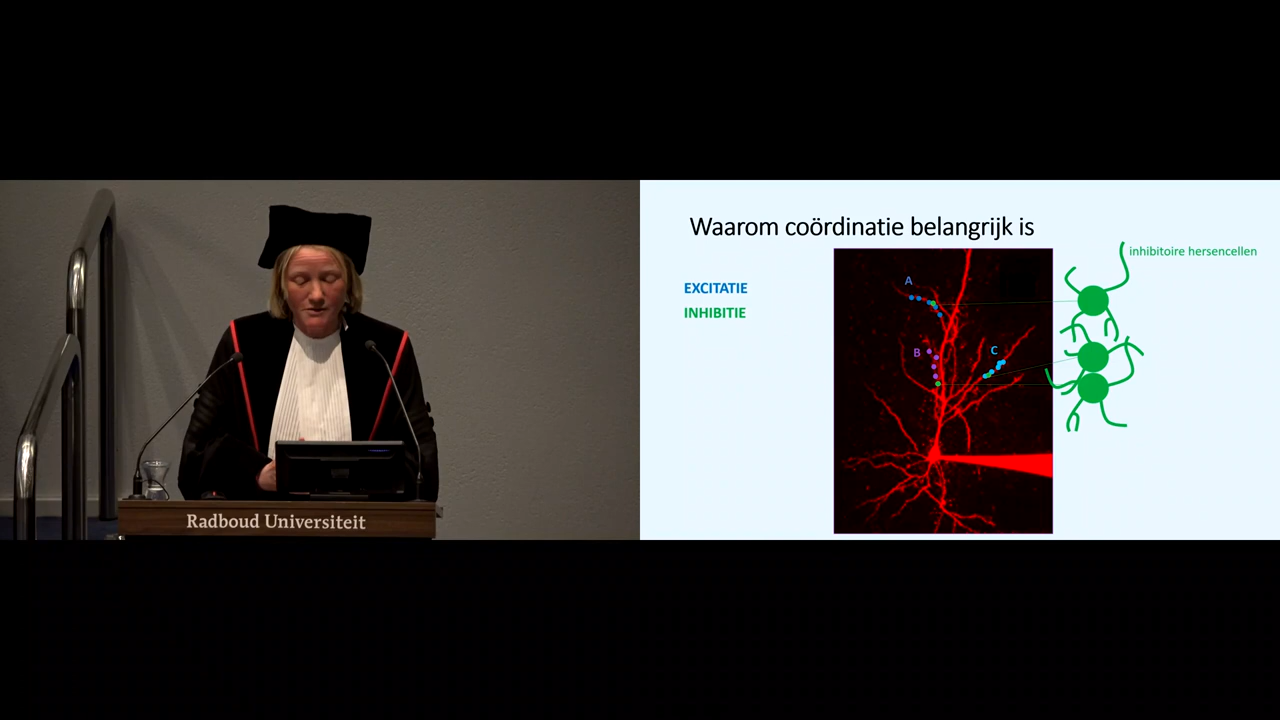 Waarom coördinatie belangrijk is
inhibitoire hersencellen
EXCITATIE
INHIBITIE
A
B
C
Radboud Universiteit